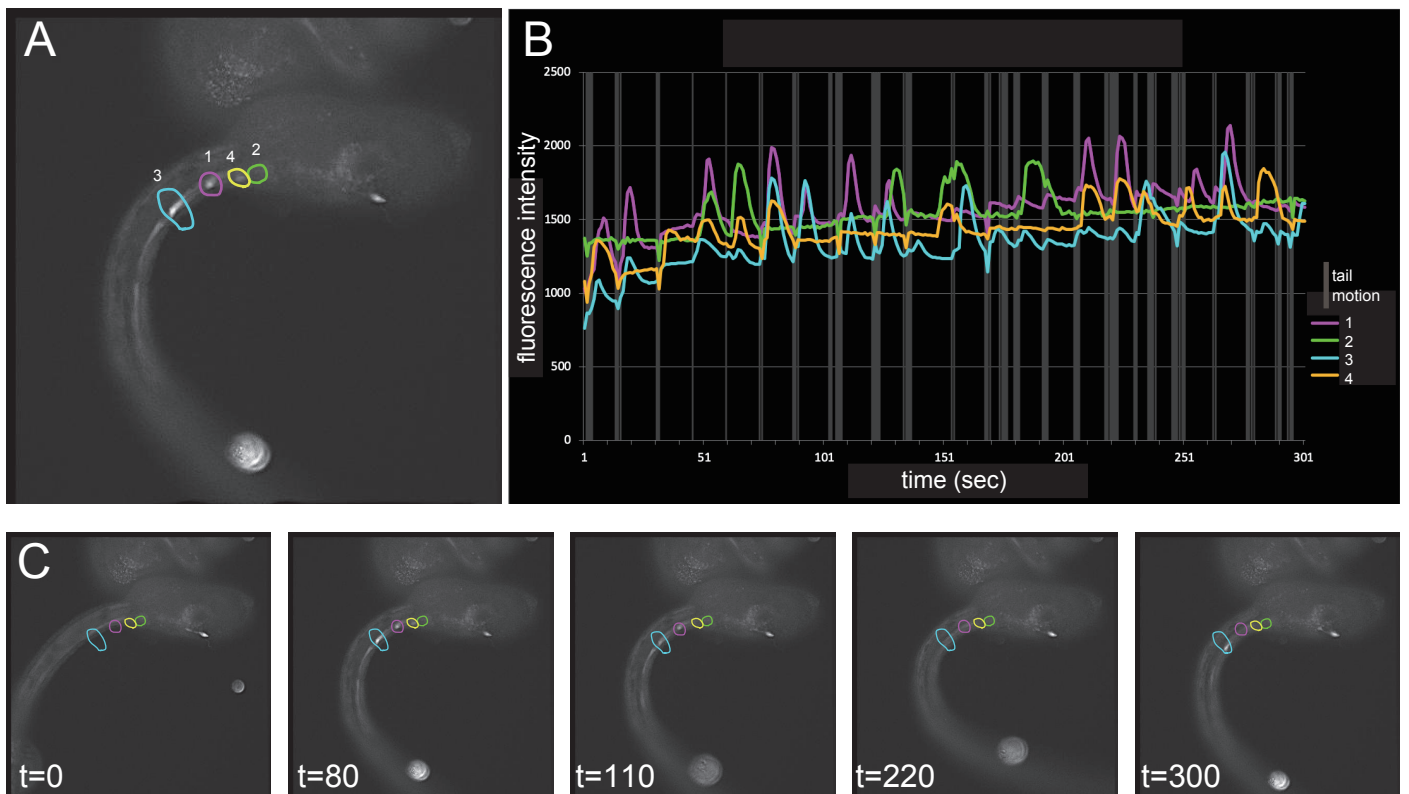 A
3
1
4
2
B
fluorescence intensity
2500
2000
1500
1000
500
0
1 51 101 151 201 251 301
time (sec)
tail
motion
1
2
3
4
C
t=0
t=80
t=110
t=220
t=300